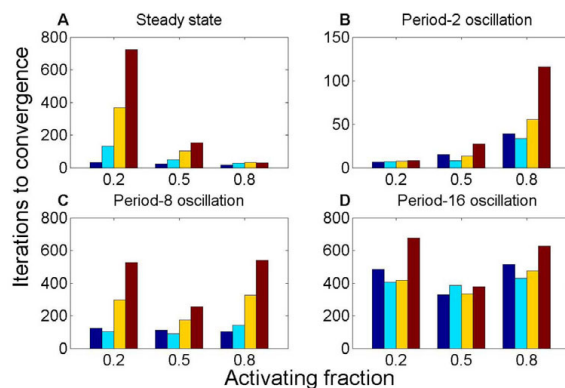 A Steady state
B Period-2 oscillation
800
600
400
200
0
0.2 0.5 0.8
150
100
50
0
0.2 0.5 0.8
Iterations to convergence
C Period-8 oscillation
D Period-16 oscillation
800
600
400
200
0
0.2 0.5 0.8
800
600
400
200
0
0.2 0.5 0.8
Activating fraction